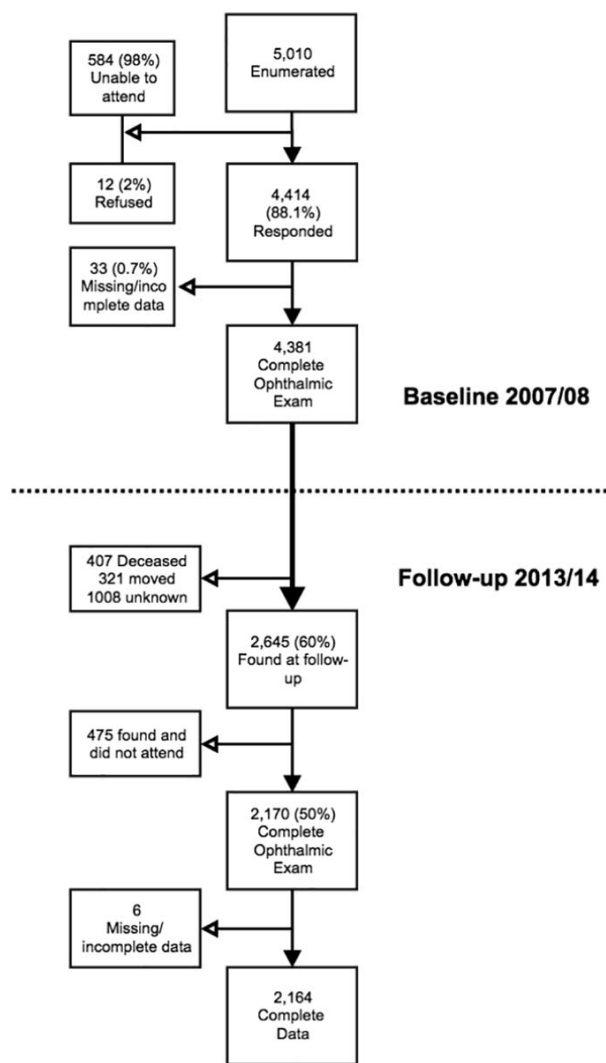 584 (98%)
Unable to
attend
5,010
Enumerated
12 (2%)
Refused
4,414
(88.1%)
Responded
33 (0.7%)
Missing/inco
mplete data
4,381
Complete
Ophthalmic
Exam
Baseline 2007/08
407 Deceased
321 moved
1008 unknown
Follow-up 2013/14
2,645 (60%)
Found at follow-
up
475 found and
did not attend
2,170 (50%)
Complete
Ophthalmic
Exam
6
Missing/
incomplete data
2,164
Complete
Data